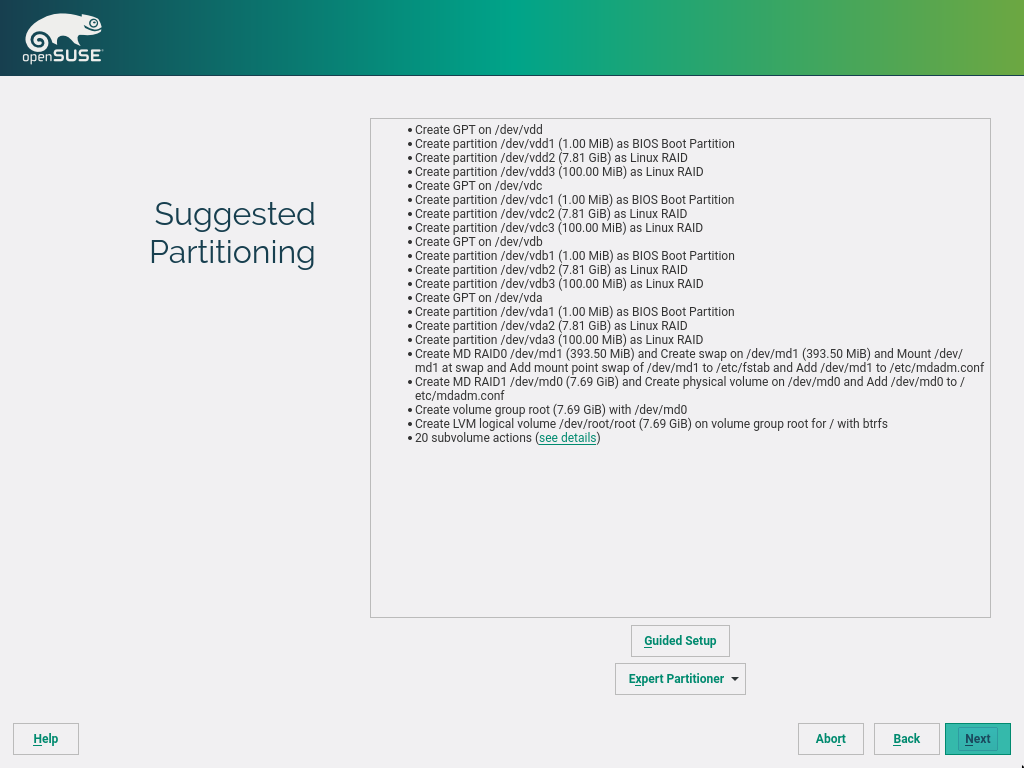 openSUSE
Suggested
Partitioning
• Create GPT on /dev/vdd
• Create partition /dev/vdd1 (1.00 MiB) as BIOS Boot Partition
• Create partition /dev/vdd2 (7.81 GiB) as Linux RAID
• Create partition /dev/vdd3 (100.00 MiB) as Linux RAID
• Create GPT on /dev/vdc
• Create partition /dev/vdc1 (1.00 MiB) as BIOS Boot Partition
• Create partition /dev/vdc2 (7.81 GiB) as Linux RAID
• Create partition /dev/vdc3 (100.00 MiB) as Linux RAID
• Create GPT on /dev/vdb
• Create partition /dev/vdb1 (1.00 MiB) as BIOS Boot Partition
• Create partition /dev/vdb2 (7.81 GiB) as Linux RAID
• Create partition /dev/vdb3 (100.00 MiB) as Linux RAID
• Create GPT on /dev/vda
• Create partition /dev/vda1 (1.00 MiB) as BIOS Boot Partition
• Create partition /dev/vda2 (7.81 GiB) as Linux RAID
• Create partition /dev/vda3 (100.00 MiB) as Linux RAID
• Create MD RAID0 /dev/md1 (393.50 MiB) and Create swap on /dev/md1 (393.50 MiB) and Mount /dev/
md1 at swap and Add mount point swap of /dev/md1 to /etc/fstab and Add /dev/md1 to /etc/mdadm.conf
• Create MD RAID1 /dev/md0 (7.69 GiB) and Create physical volume on /dev/md0 and Add /dev/md0 to /
etc/mdadm.conf
• Create volume group root (7.69 GiB) with /dev/md0
• Create LVM logical volume /dev/root/root (7.69 GiB) on volume group root for / with btrfs
• 20 subvolume actions (see details)
Guided Setup
Expert Partitioner
Help
Abort
Back
Next